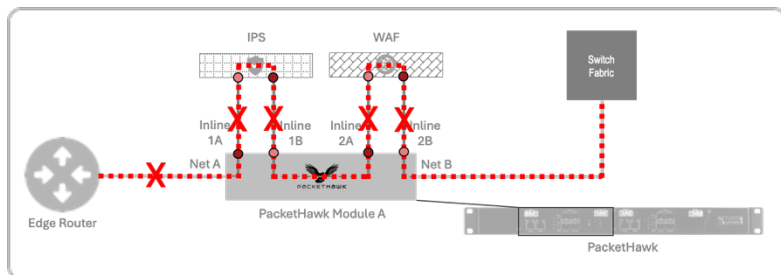 IPS
WAF
Switch
Fabric
Inline
1A
Inline
1B
Inline
2A
Inline
2B
Net A
Net B
PACKETHAWK
Edge Router
PacketHawk Module A
PacketHawk